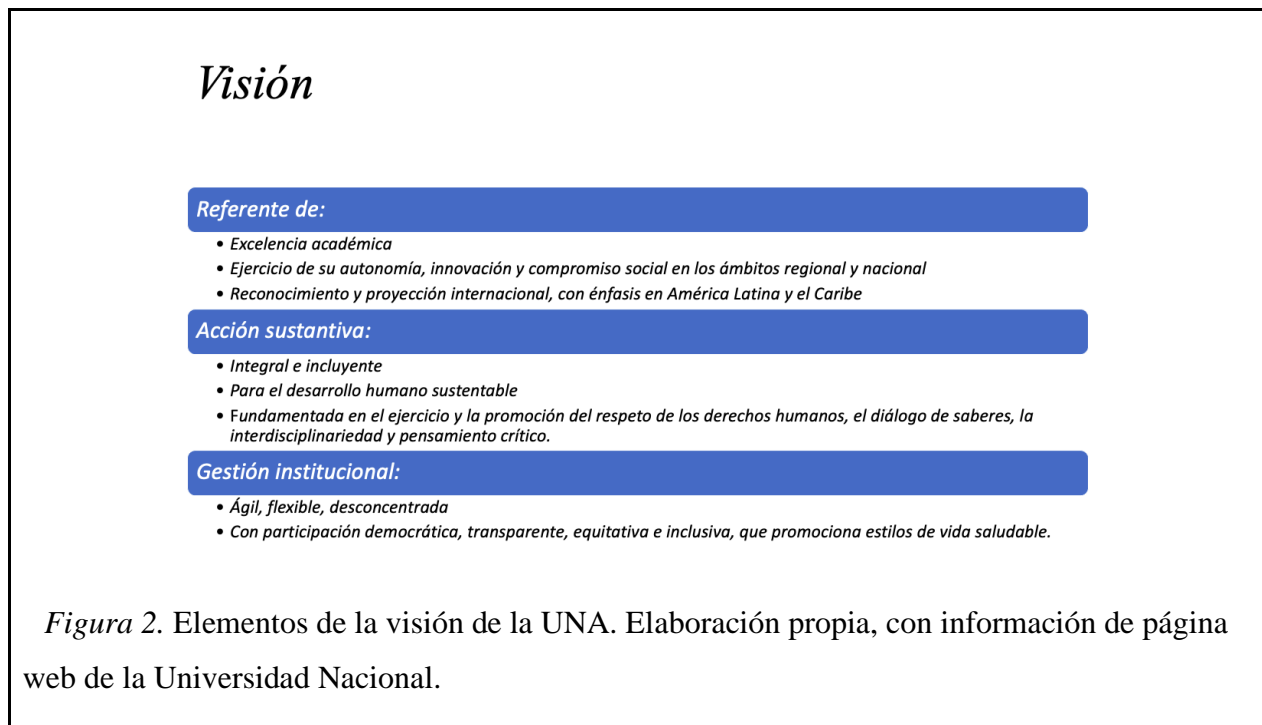 Visión
Referente de:
• Excelencia académica
• Ejercicio de su autonomía, innovación y compromiso social en los ámbitos regional y nacional
• Reconocimiento y proyección internacional, con énfasis en América Latina y el Caribe
Acción sustantiva:
• Integral e incluyente
• Para el desarrollo humano sustentable
• Fundamentada en el ejercicio y la promoción del respeto de los derechos humanos, el diálogo de saberes, la
interdisciplinariedad y pensamiento crítico.
Gestión institucional:
• Ágil, flexible, desconcentrada
• Con participación democrática, transparente, equitativa e inclusiva, que promociona estilos de vida saludable.
Figura 2. Elementos de la visión de la UNA. Elaboración propia, con información de página
web de la Universidad Nacional.